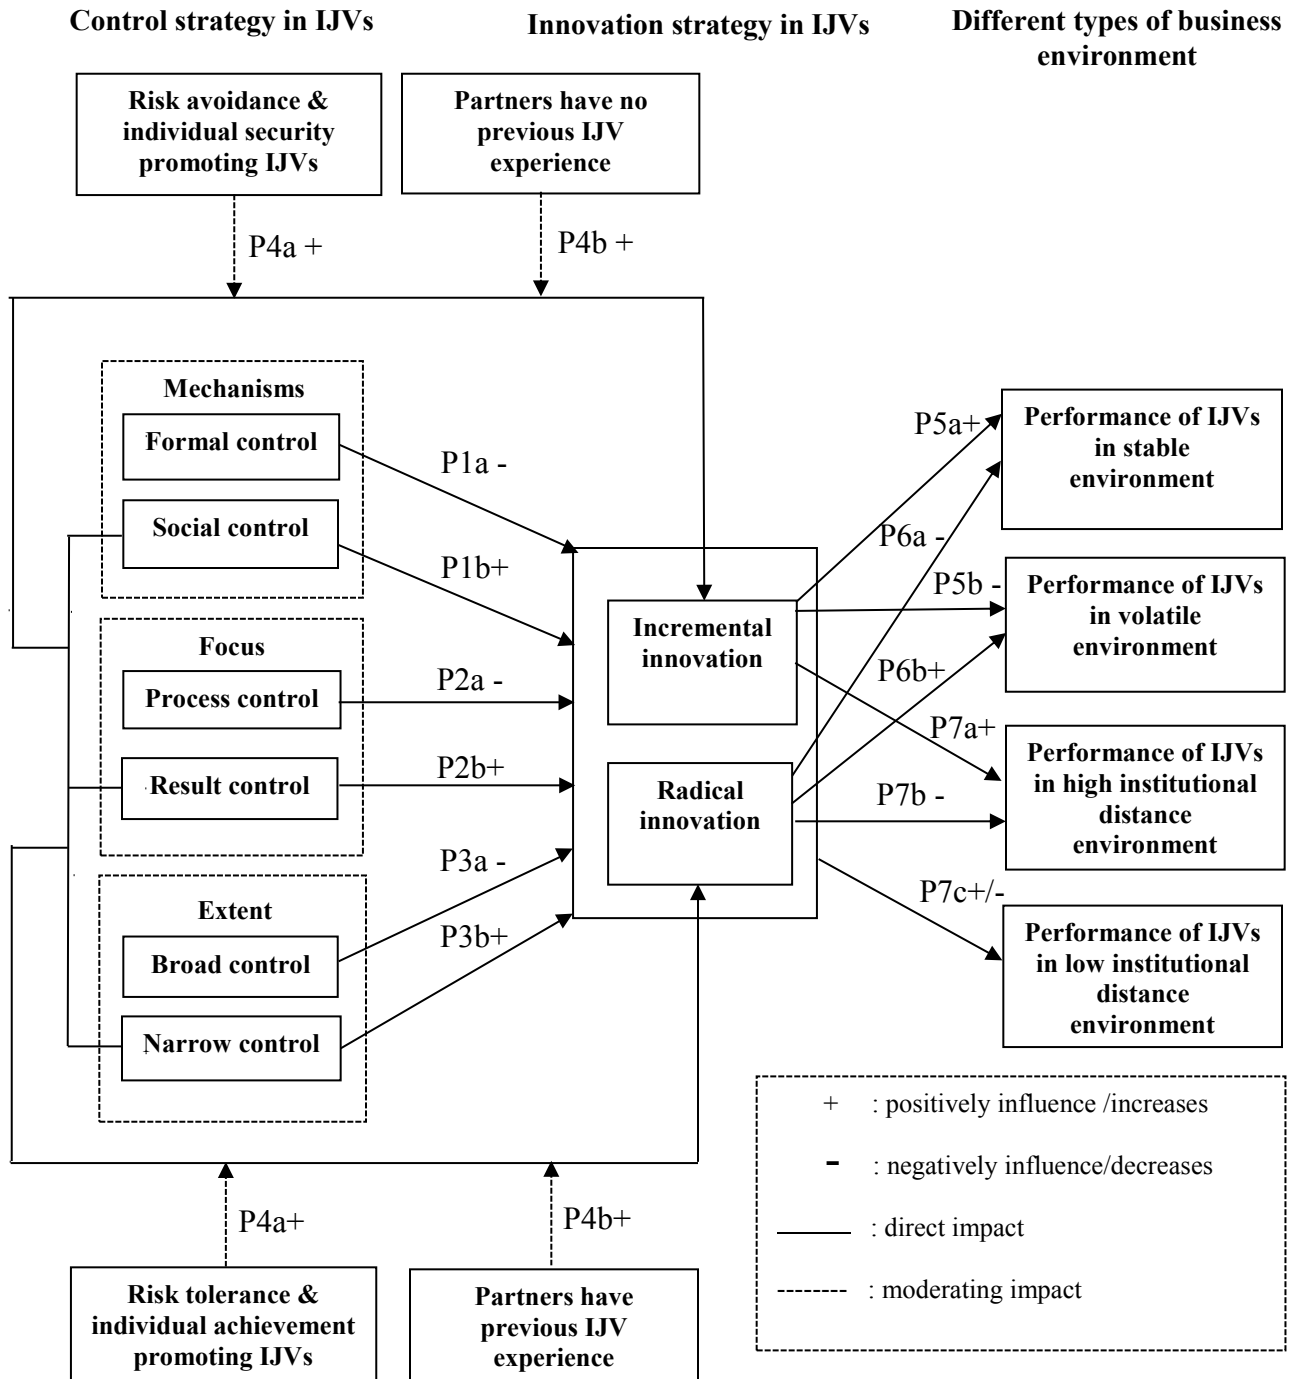 Control strategy in IJVs
Innovation strategy in IJVs
Different types of business
environment
Risk avoidance &
individual security
promoting IJVs
Partners have no
previous IJV
experience
P4a +
P4b +
Mechanisms
Formal control
Social control
Focus
Process control
Result control
Extent
Broad control
Narrow control
P1a -
P1b+
P2a -
P2b+
P3a -
P3b+
Incremental
innovation
Radical
innovation
P5a+
P6a -
P5b -
P6b+
P7a+
P7b -
P7c+/-
Performance of IJVs
in stable
environment
Performance of IJVs
in volatile
environment
Performance of IJVs
in high institutional
distance
environment
Performance of IJVs
in low institutional
distance
environment
+ : positively influence /increases
- : negatively influence/decreases
: direct impact
------- : moderating impact
P4a+
P4b+
Risk tolerance &
individual achievement
promoting IJVs
Partners have
previous IJV
experience